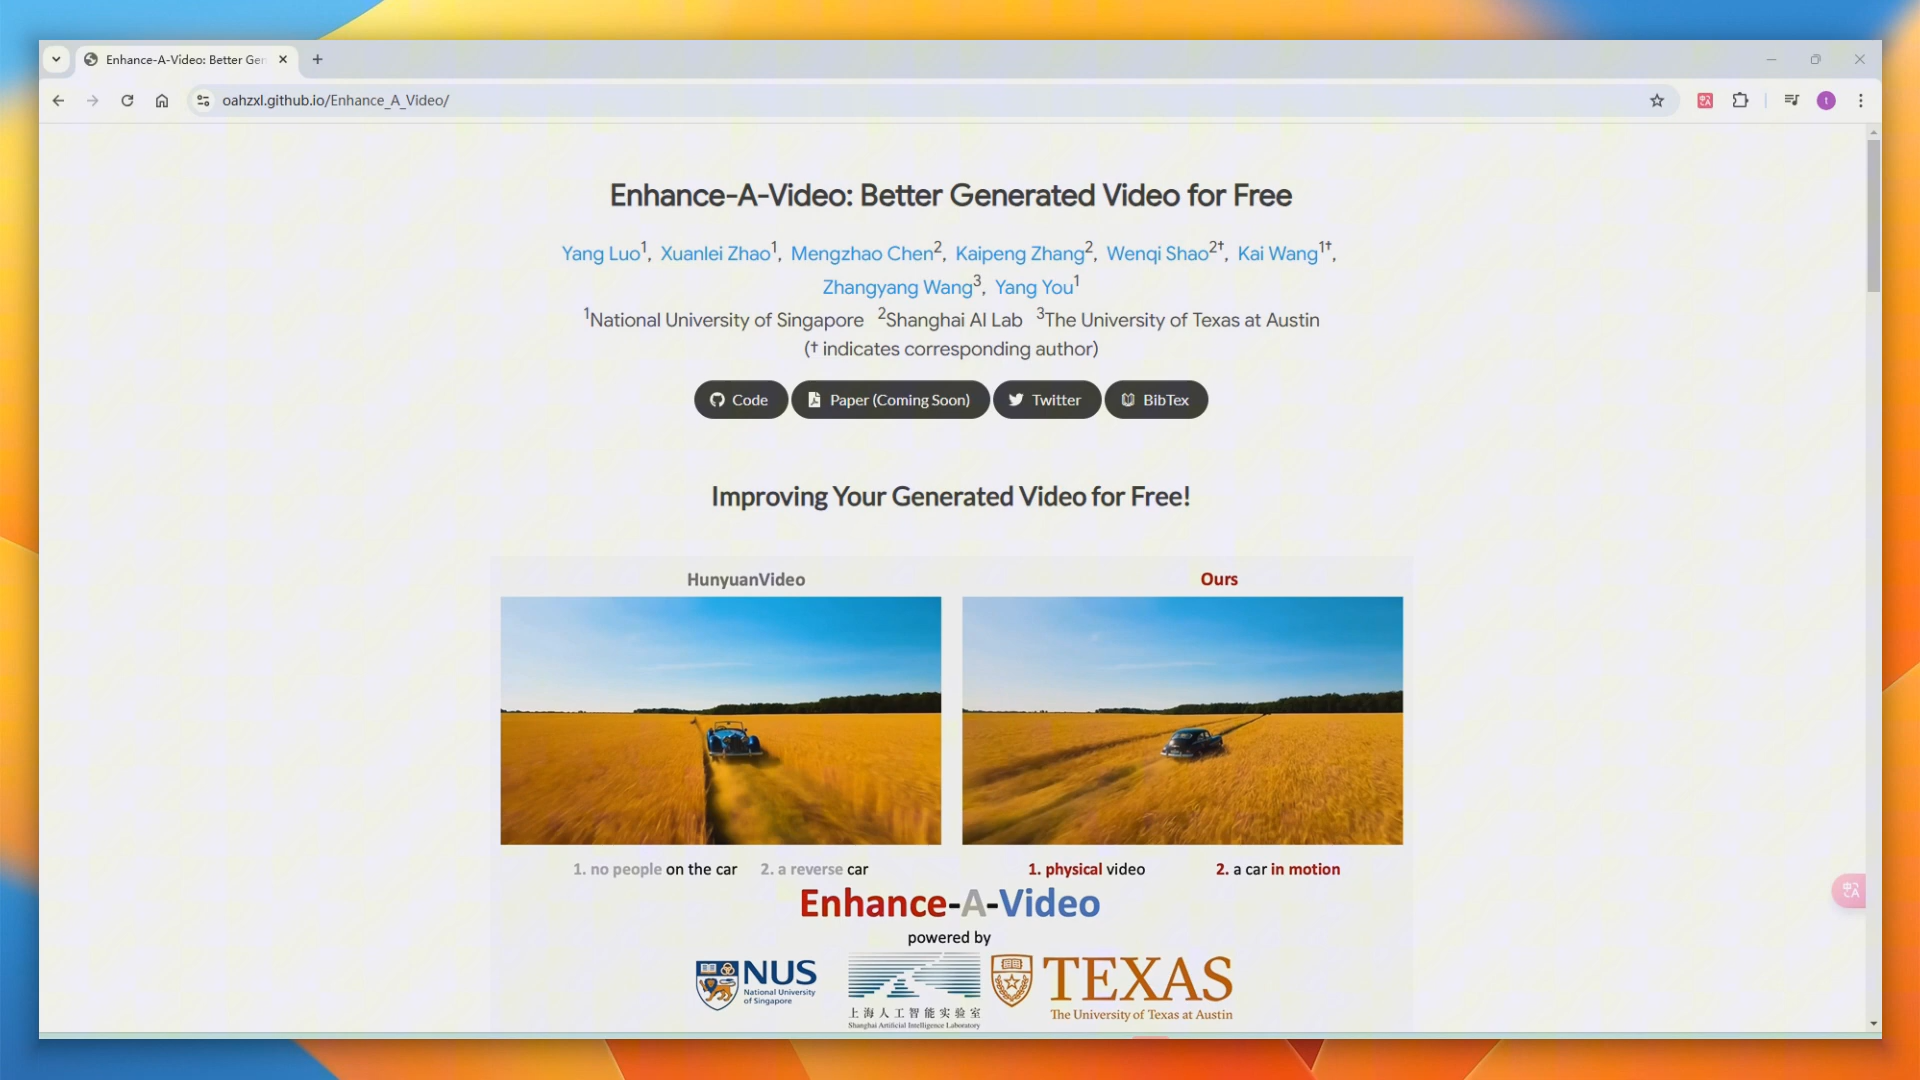 Enhance-A-Video: Better Ger
oahzxl.github.io/Enhance_A_Video/
t
Enhance-A-Video: Better Generated Video for Free
Yang Luo1, Xuanlei Zhao1, Mengzhao Chen2, Kaipeng Zhang2, Wenqi Shao2†, Kai Wang1†,
Zhangyang Wang3, Yang You1
1National University of Singapore 2Shanghai AI Lab 3The University of Texas at Austin
(† indicates corresponding author)
Code Paper (Coming Soon) Twitter BibTex
Improving Your Generated Video for Free!
HunyuanVideo Ours
1. no people on the car 2. a reverse car 1. physical video 2. a car in motion
Enhance-A-Video
powered by
NUS
National University
of Singapore
上海人工智能实验室
Shanghai Artificial Intelligence Laboratory
TEXAS
The University of Texas at Austin